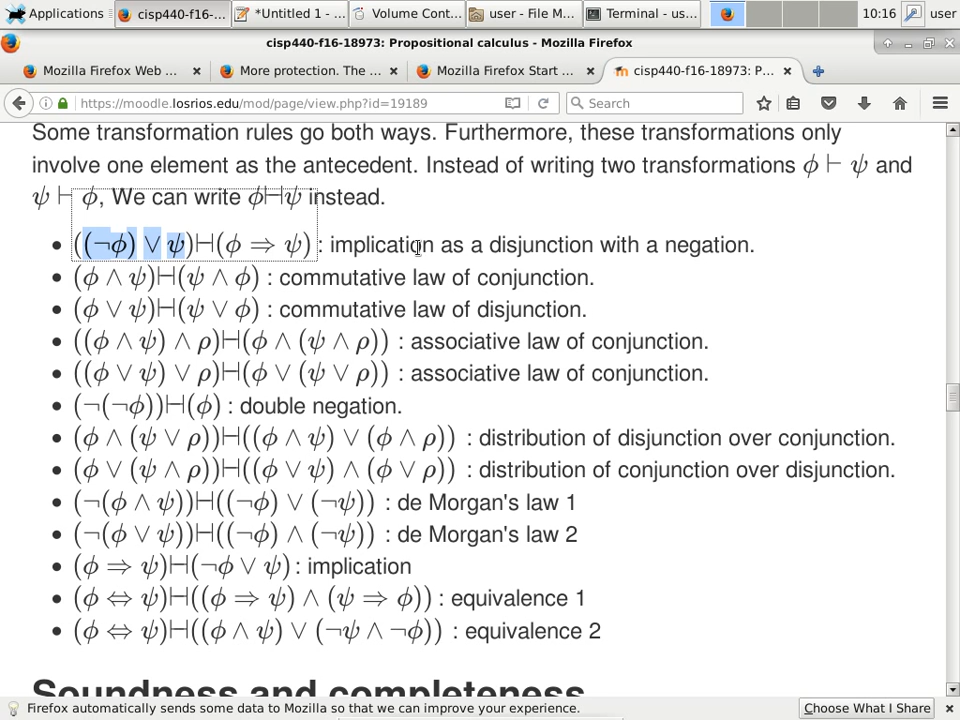 Applications
cisp440-f16-18973: Propositional calculus - Mozilla Firefox
cisp440-f16-...
*Untitled 1 - ...
Volume Cont...
user - File M...
Terminal - us...
10:16
user
Mozilla Firefox Web ...
More protection. The ...
Mozilla Firefox Start ...
cisp440-f16-18973: P...
https://moodle.losrios.edu/mod/page/view.php?id=19189
Search
Some transformation rules go both ways. Furthermore, these transformations only
involve one element as the antecedent. Instead of writing two transformations ϕ ⊢ ψ and
ψ ⊢ ϕ, We can write ϕ⊢⊣ψ instead.
• ((¬ϕ) ∨ ψ)⊢⊣(ϕ ⇒ ψ) : implication as a disjunction with a negation.
• (ϕ ∧ ψ)⊢⊣(ψ ∧ ϕ) : commutative law of conjunction.
• (ϕ ∨ ψ)⊢⊣(ψ ∨ ϕ) : commutative law of disjunction.
• ((ϕ ∧ ψ) ∧ ρ)⊢⊣(ϕ ∧ (ψ ∧ ρ)) : associative law of conjunction.
• ((ϕ ∨ ψ) ∨ ρ)⊢⊣(ϕ ∨ (ψ ∨ ρ)) : associative law of conjunction.
• (¬(¬ϕ))⊢⊣(ϕ) : double negation.
• (ϕ ∧ (ψ ∨ ρ))⊢⊣((ϕ ∧ ψ) ∨ (ϕ ∧ ρ)) : distribution of disjunction over conjunction.
• (ϕ ∨ (ψ ∧ ρ))⊢⊣((ϕ ∨ ψ) ∧ (ϕ ∨ ρ)) : distribution of conjunction over disjunction.
• (¬(ϕ ∧ ψ))⊢⊣((¬ϕ) ∨ (¬ψ)) : de Morgan's law 1
• (¬(ϕ ∨ ψ))⊢⊣((¬ϕ) ∧ (¬ψ)) : de Morgan's law 2
• (ϕ ⇒ ψ)⊢⊣(¬ϕ ∨ ψ) : implication
• (ϕ ⇔ ψ)⊢⊣((ϕ ⇒ ψ) ∧ (ψ ⇒ ϕ)) : equivalence 1
• (ϕ ⇔ ψ)⊢⊣((ϕ ∧ ψ) ∨ (¬ψ ∧ ¬ϕ)) : equivalence 2
Soundness and completeness
Firefox automatically sends some data to Mozilla so that we can improve your experience.
Choose What I Share